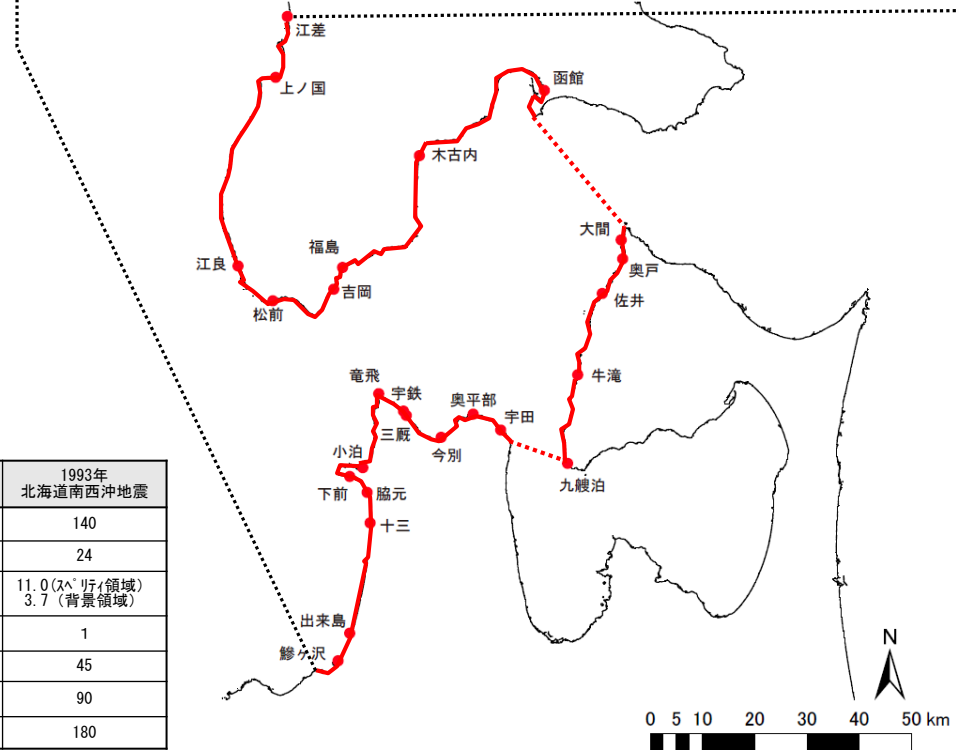 江差
上ノ国
函館
木古内
大間
福島
奥戸
江良
吉岡
佐井
松前
竜飛
牛滝
宇鉄
奥平部
宇田
三厩
小泊
今別
下前
脇元
九艘泊
十三
出来島
鰺ヶ沢
1993年
北海道南西沖地震
140
24
11.0(ｽﾍﾟﾘﾃｨ領域)
3.7 (背景領域)
1
45
90
180
N
0 5 10 20 30 40 50 km